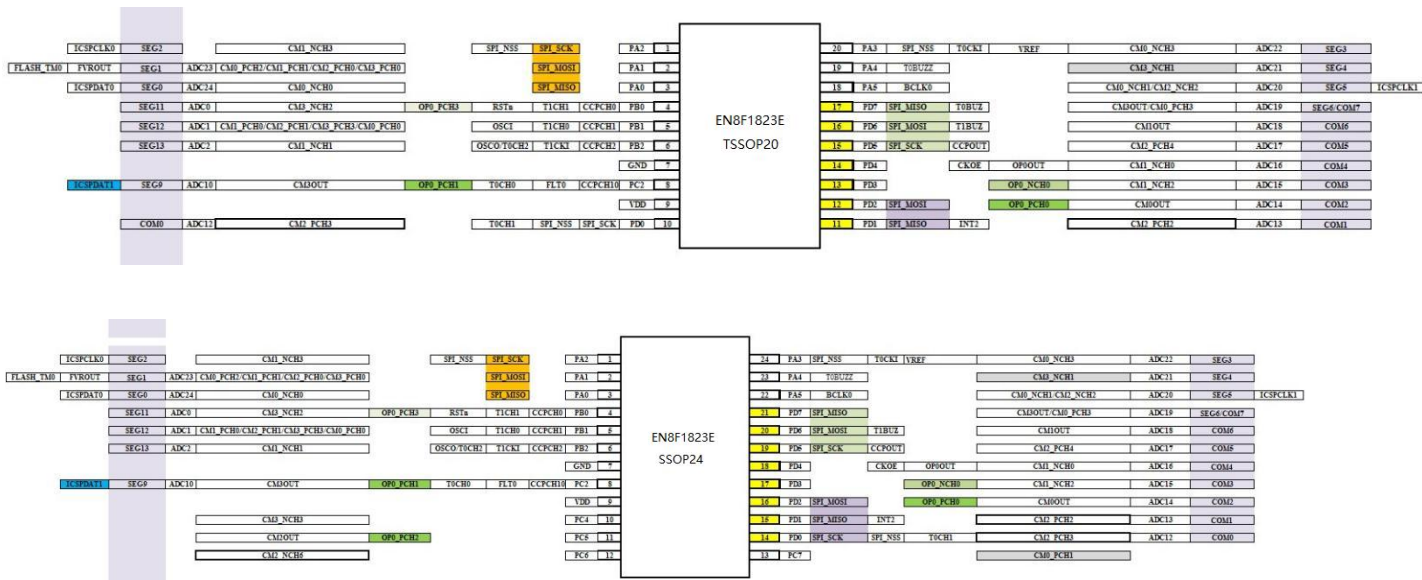 ICSPCLK0 SEG2 CM1_NCH3 SPI_NSS SPI_SCK PA2 1 20 PA3 SPI_NSS T0CKI VREF CM0_NCH3 ADC22 SEG3
FLASH_TM0 FVROUT SEG1 ADC23 CM0_PCH2/CM1_PCH1/CM2_PCH0/CM3_PCH0 SPI_MOSI PA1 2 19 PA4 T0BUZZ CM3_NCH1 ADC21 SEG4
ICSPDAT0 SEG0 ADC24 CM0_NCH0 SPI_MISO PA0 3 18 PA5 BCLK0 CM0_NCH1/CM2_NCH2 ADC20 SEG5 ICSPCLK1
SEG11 ADC0 CM3_NCH2 OP0_PCH3 RSTn T1CH1 CCPCH0 PB0 4 17 PD7 SPI_MISO T0BUZ CM3OUT/CM0_PCH3 ADC19 SEG6/COM7
EN8F1823E
SEG12 ADC1 CM1_PCH0/CM2_PCH1/CM3_PCH3/CM0_PCH0 OSCI T1CH0 CCPCH1 PB1 5 16 PD6 SPI_MOSI T1BUZ CM1OUT ADC18 COM6
TSSOP20
SEG13 ADC2 CM1_NCH1 OSCO/T0CH2 T1CKI CCPCH2 PB2 6 15 PD5 SPI_SCK CCPOUT CM2_PCH4 ADC17 COM5
GND 7 14 PD4 CKOE OP0OUT CM1_NCH0 ADC16 COM4
ICSPDAT1 SEG9 ADC10 CM3OUT OP0_PCH1 T0CH0 FLT0 CCPCH10 PC2 8 13 PD3 OP0_NCH0 CM1_NCH2 ADC15 COM3
VDD 9 12 PD2 SPI_MOSI OP0_PCH0 CM0OUT ADC14 COM2
COM0 ADC12 CM2_PCH3 T0CH1 SPI_NSS SPI_SCK PD0 10 11 PD1 SPI_MISO INT2 CM2_PCH2 ADC13 COM1
ICSPCLK0 SEG2 CM1_NCH3 SPI_NSS SPI_SCK PA2 1 24 PA3 SPI_NSS T0CKI VREF CM0_NCH3 ADC22 SEG3
FLASH_TM0 FVROUT SEG1 ADC23 CM0_PCH2/CM1_PCH1/CM2_PCH0/CM3_PCH0 SPI_MOSI PA1 2 23 PA4 T0BUZZ CM3_NCH1 ADC21 SEG4
ICSPDAT0 SEG0 ADC24 CM0_NCH0 SPI_MISO PA0 3 22 PA5 BCLK0 CM0_NCH1/CM2_NCH2 ADC20 SEG5 ICSPCLK1
SEG11 ADC0 CM3_NCH2 OP0_PCH3 RSTn T1CH1 CCPCH0 PB0 4 21 PD7 SPI_MISO CM3OUT/CM0_PCH3 ADC19 SEG6/COM7
SEG12 ADC1 CM1_PCH0/CM2_PCH1/CM3_PCH3/CM0_PCH0 OSCI T1CH0 CCPCH1 PB1 5 20 PD6 SPI_MOSI T1BUZ CM1OUT ADC18 COM6
EN8F1823E
SEG13 ADC2 CM1_NCH1 OSCO/T0CH2 T1CKI CCPCH2 PB2 6 19 PD5 SPI_SCK CCPOUT CM2_PCH4 ADC17 COM5
SSOP24
GND 7 18 PD4 CKOE OP0OUT CM1_NCH0 ADC16 COM4
ICSPDAT1 SEG9 ADC10 CM3OUT OP0_PCH1 T0CH0 FLT0 CCPCH10 PC2 8 17 PD3 OP0_NCH0 CM1_NCH2 ADC15 COM3
VDD 9 16 PD2 SPI_MOSI OP0_PCH0 CM0OUT ADC14 COM2
CM3_NCH3 PC4 10 15 PD1 SPI_MISO INT2 CM2_PCH2 ADC13 COM1
CM2OUT OP0_PCH2 PC5 11 14 PD0 SPI_SCK SPI_NSS T0CH1 CM2_PCH3 ADC12 COM0
CM2_NCH6 PC6 12 13 PC7 CM0_PCH1